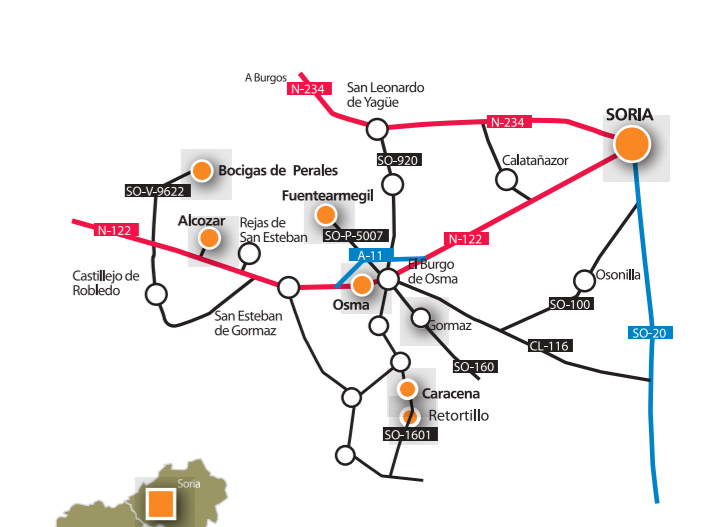 A Burgos
N-234
San Leonardo
de Yagüe
SORIA
N-234
SO-920
Calatañazor
Bocigas de Perales
SO-V-9622
Fuentearmegil
Alcozar
Rejas de
San Esteban
N-122
SO-P-5007
N-122
A-11
El Burgo
de Osma
Castillejo de
Robledo
Osonilla
Osma
SO-100
San Esteban
de Gormaz
Gormaz
SO-20
CL-116
SO-160
Caracena
Retortillo
SO-1601
Soria